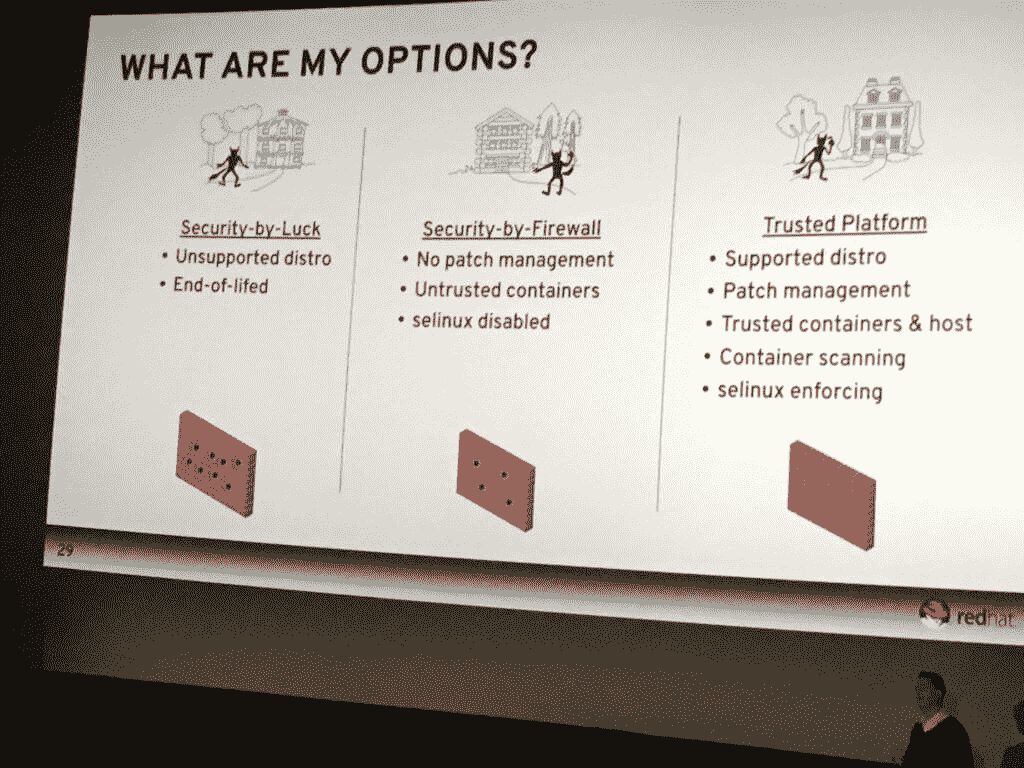 WHAT ARE MY OPTIONS?
Security-by-Luck
• Unsupported distro
• End-of-lifed
Security-by-Firewall
• No patch management
• Untrusted containers
• selinux disabled
Trusted Platform
• Supported distro
• Patch management
• Trusted containers & host
• Container scanning
• selinux enforcing
29
redhat